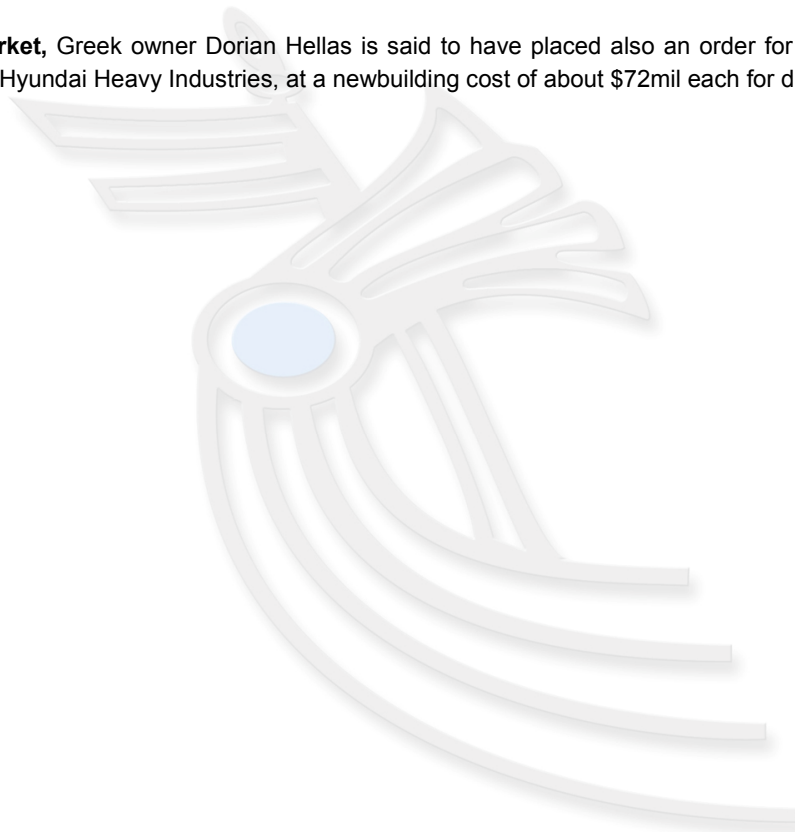 rket, Greek owner Dorian Hellas is said to have placed also an order for
Hyundai Heavy Industries, at a newbuilding cost of about $72mil each for d